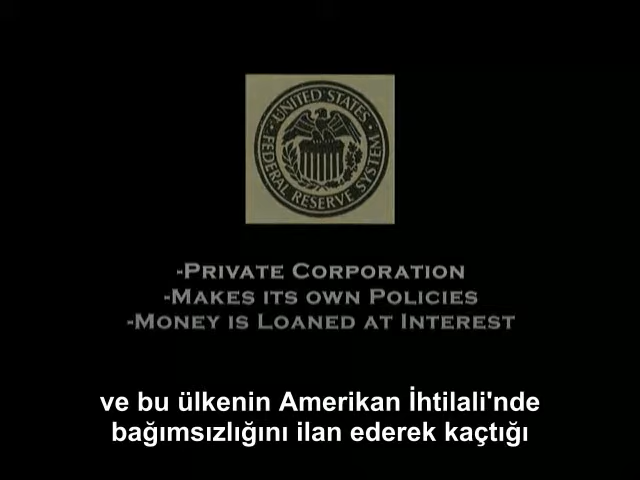 UNITED STATES
FEDERAL RESERVE SYSTEM
-Private Corporation
-Makes its own Policies
-Money is Loaned at Interest
ve bu ülkenin Amerikan İhtilali'nde
bağımsızlığını ilan ederek kaçtığı